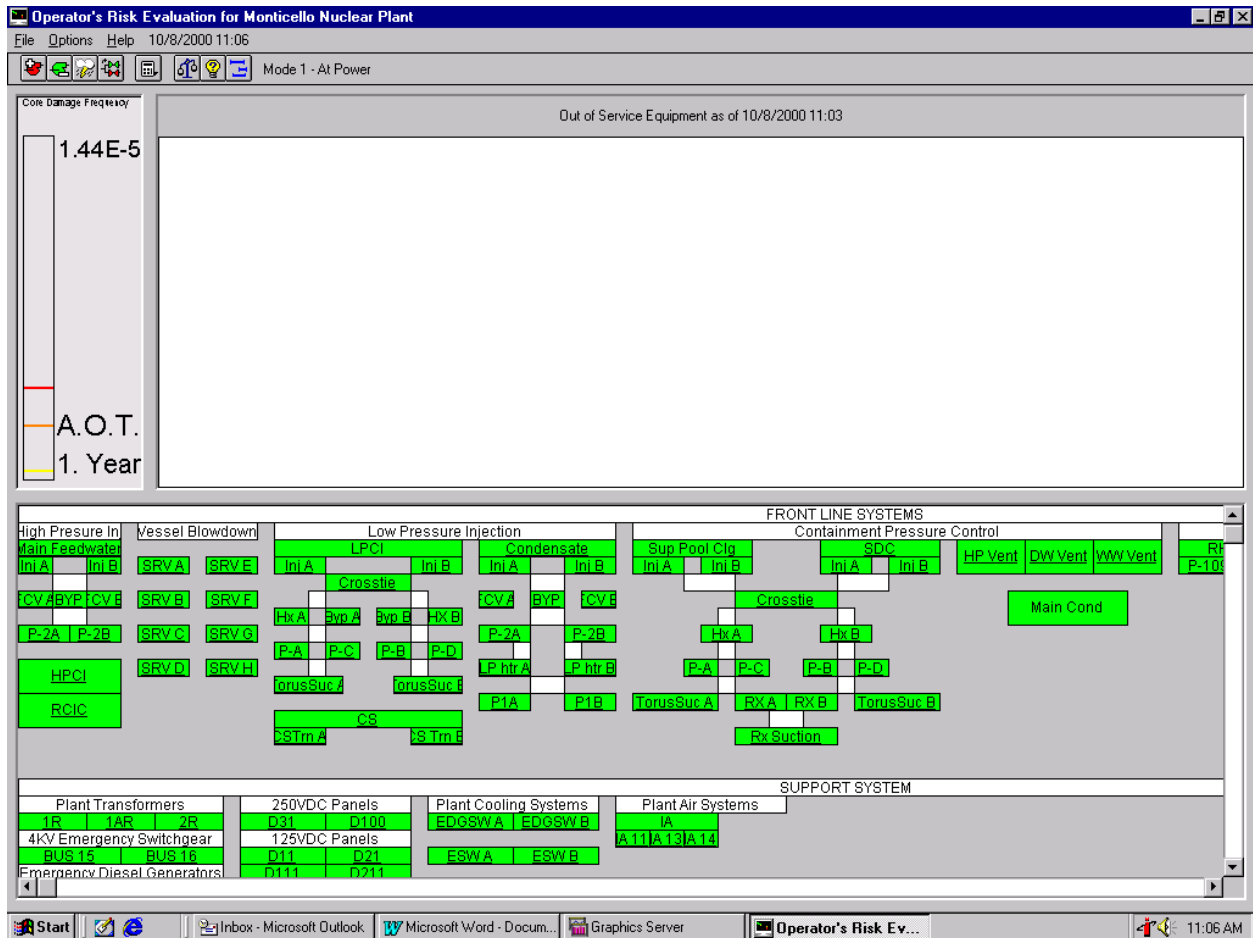 Operator's Risk Evaluation for Monticello Nuclear Plant
File Options Help 10/8/2000 11:06
Mode 1 - At Power
Core Damage Frequency
Out of Service Equipment as of 10/8/2000 11:03
1.44E-5
A.O.T.
1. Year
FRONT LINE SYSTEMS
High Presure In Vessel Blowdown Low Pressure Injection Containment Pressure Control
Main Feedwater LPCI Condensate Sup Pool Clg SDC HP Vent DW Vent WW Vent RH
Inj A Inj B SRV A SRV E Inj A Inj B Inj A Inj B Inj A Inj B Inj A Inj B P-109
Crosstie
FCV A BYP FCV B SRV B SRV F FCV A BYP FCV B Crosstie Main Cond
Hx A Byp A Byp B HX B
P-2A P-2B SRV C SRV G P-2A P-2B Hx A Hx B
P-A P-C P-B P-D
HPCI SRV D SRV H LP htr A LP htr B P-A P-C P-B P-D
TorusSuc A TorusSuc B
RCIC P1A P1B TorusSuc A RX A RX B TorusSuc B
CS
CSTrn A CS Trn B Rx Suction
SUPPORT SYSTEM
Plant Transformers 250VDC Panels Plant Cooling Systems Plant Air Systems
1R 1AR 2R D31 D100 EDGSW A EDGSW B IA
4KV Emergency Switchgear 125VDC Panels IA 11 IA 13 IA 14
BUS 15 BUS 16 D11 D21 ESW A ESW B
Emergency Diesel Generators D111 D211
Start Inbox - Microsoft Outlook Microsoft Word - Docum... Graphics Server Operator's Risk Ev... 11:06 AM